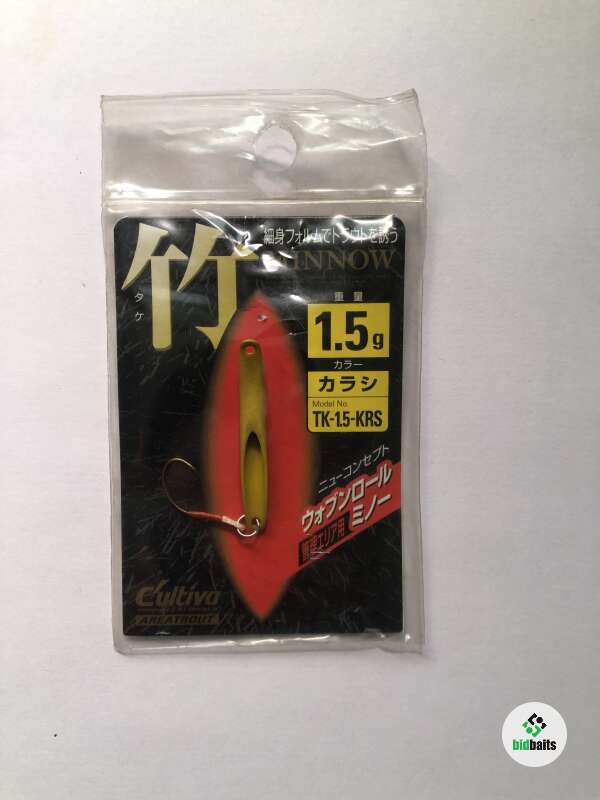 細身フォルムでトラウトを誘う
竹
タケ
INNOW
重量
1.5g
カラー
カラシ
Model No.
TK-1.5-KRS
ニューコンセプト
ウォブンロール
ミノー
管理エリア用
C'ultiva
AREATROUT
bidbaits